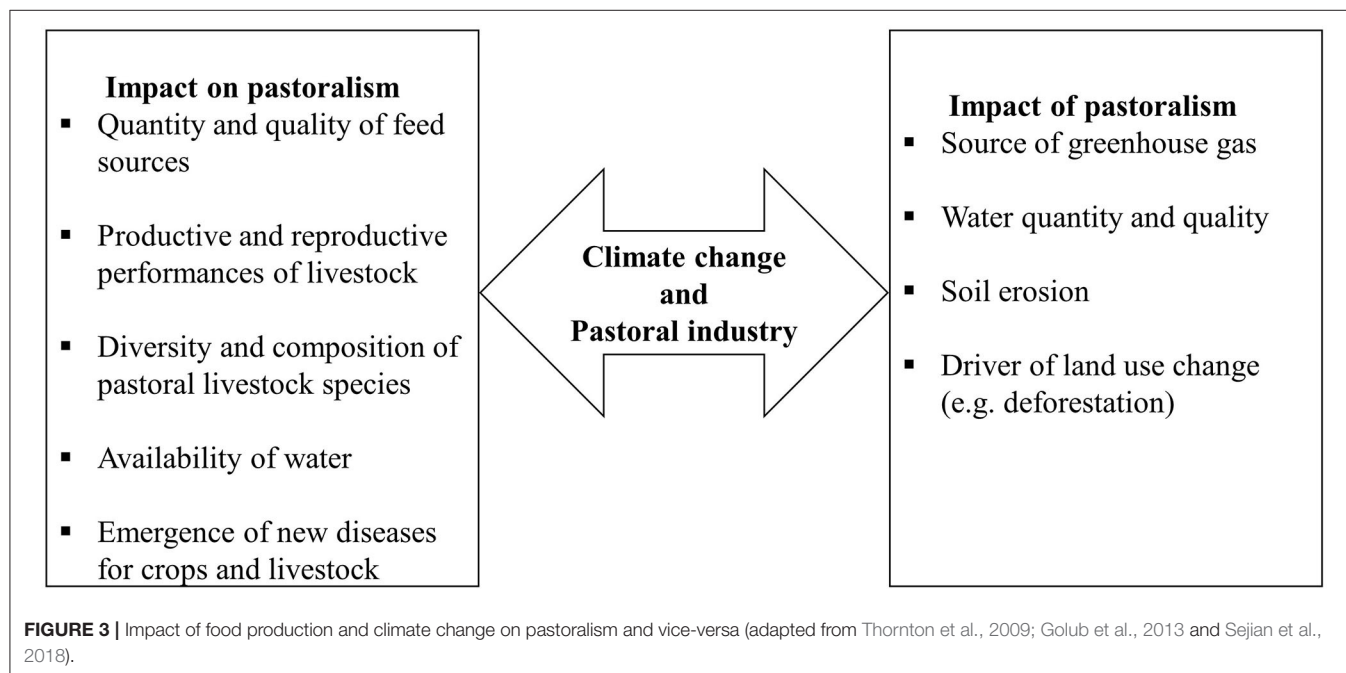 Impact on pastoralism
▪ Quantity and quality of feed
sources
▪ Productive and reproductive
performances of livestock
▪ Diversity and composition of
pastoral livestock species
▪ Availability of water
▪ Emergence of new diseases
for crops and livestock
Climate change
and
Pastoral industry
Impact of pastoralism
▪ Source of greenhouse gas
▪ Water quantity and quality
▪ Soil erosion
▪ Driver of land use change
(e.g. deforestation)
FIGURE 3 | Impact of food production and climate change on pastoralism and vice-versa (adapted from Thornton et al., 2009; Golub et al., 2013 and Sejian et al.,
2018).